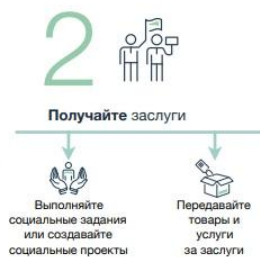 2
Получайте заслуги
Выполняйте
социальные задания
или создавайте
социальные проекты
Передавайте
товары и
услуги
за заслуги